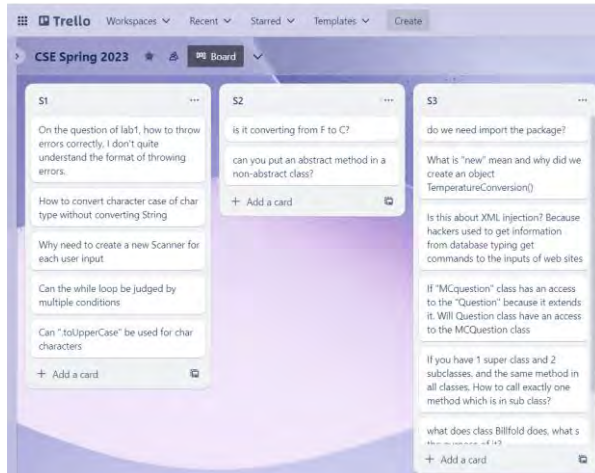 Trello Workspaces Recent Starred Templates Create
CSE Spring 2023 Board
S1
On the question of lab1, how to throw
errors correctly. I don't quite
understand the format of throwing
errors.
How to convert character case of char
type without converting String
Why need to create a new Scanner for
each user input
Can the while loop be judged by
multiple conditions
Can ".toUpperCase" be used for char
characters
+ Add a card
S2
is it converting from F to C?
can you put an abstract method in a
non-abstract class?
+ Add a card
S3
do we need import the package?
What is "new" mean and why did we
create an object
TemperatureConversion()
Is this about XML injection? Because
hackers used to get information
from database typing get
commands to the inputs of web sites
If "MCquestion" class has an access
to the "Question" because it extends
it. Will Question class have an access
to the MCQuestion class
If you have 1 super class and 2
subclasses, and the same method in
all classes. How to call exactly one
method which is in sub class?
what does class Billfold does, what s
the purpose of it?
+ Add a card